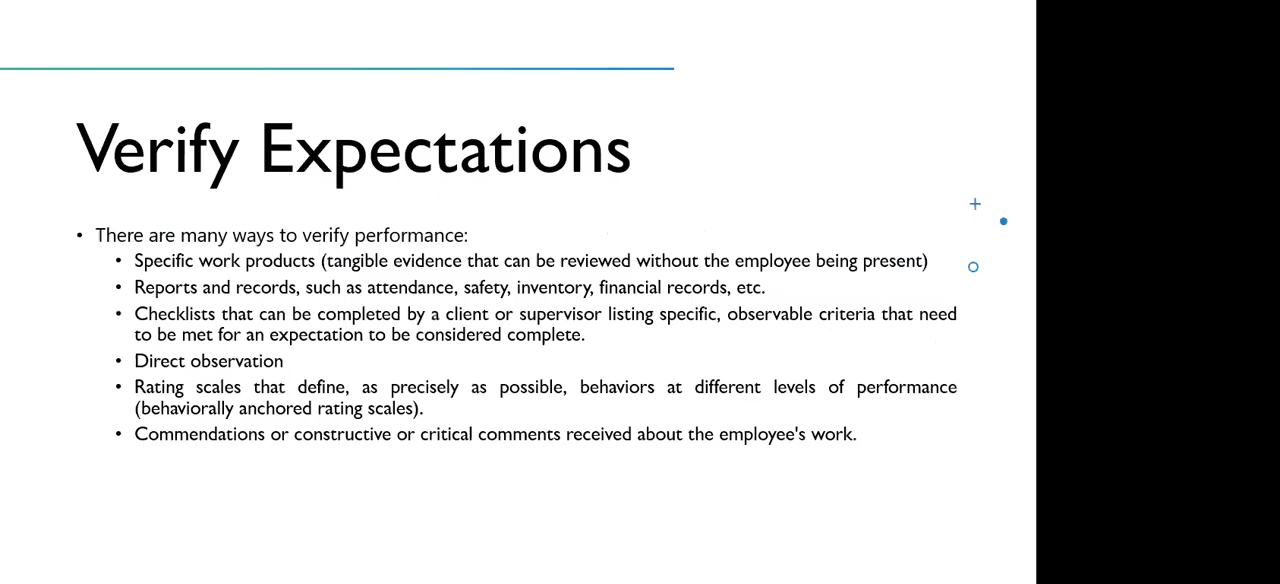 Verify Expectations
• There are many ways to verify performance:
• Specific work products (tangible evidence that can be reviewed without the employee being present)
• Reports and records, such as attendance, safety, inventory, financial records, etc.
• Checklists that can be completed by a client or supervisor listing specific, observable criteria that need
to be met for an expectation to be considered complete.
• Direct observation
• Rating scales that define, as precisely as possible, behaviors at different levels of performance
(behaviorally anchored rating scales).
• Commendations or constructive or critical comments received about the employee's work.